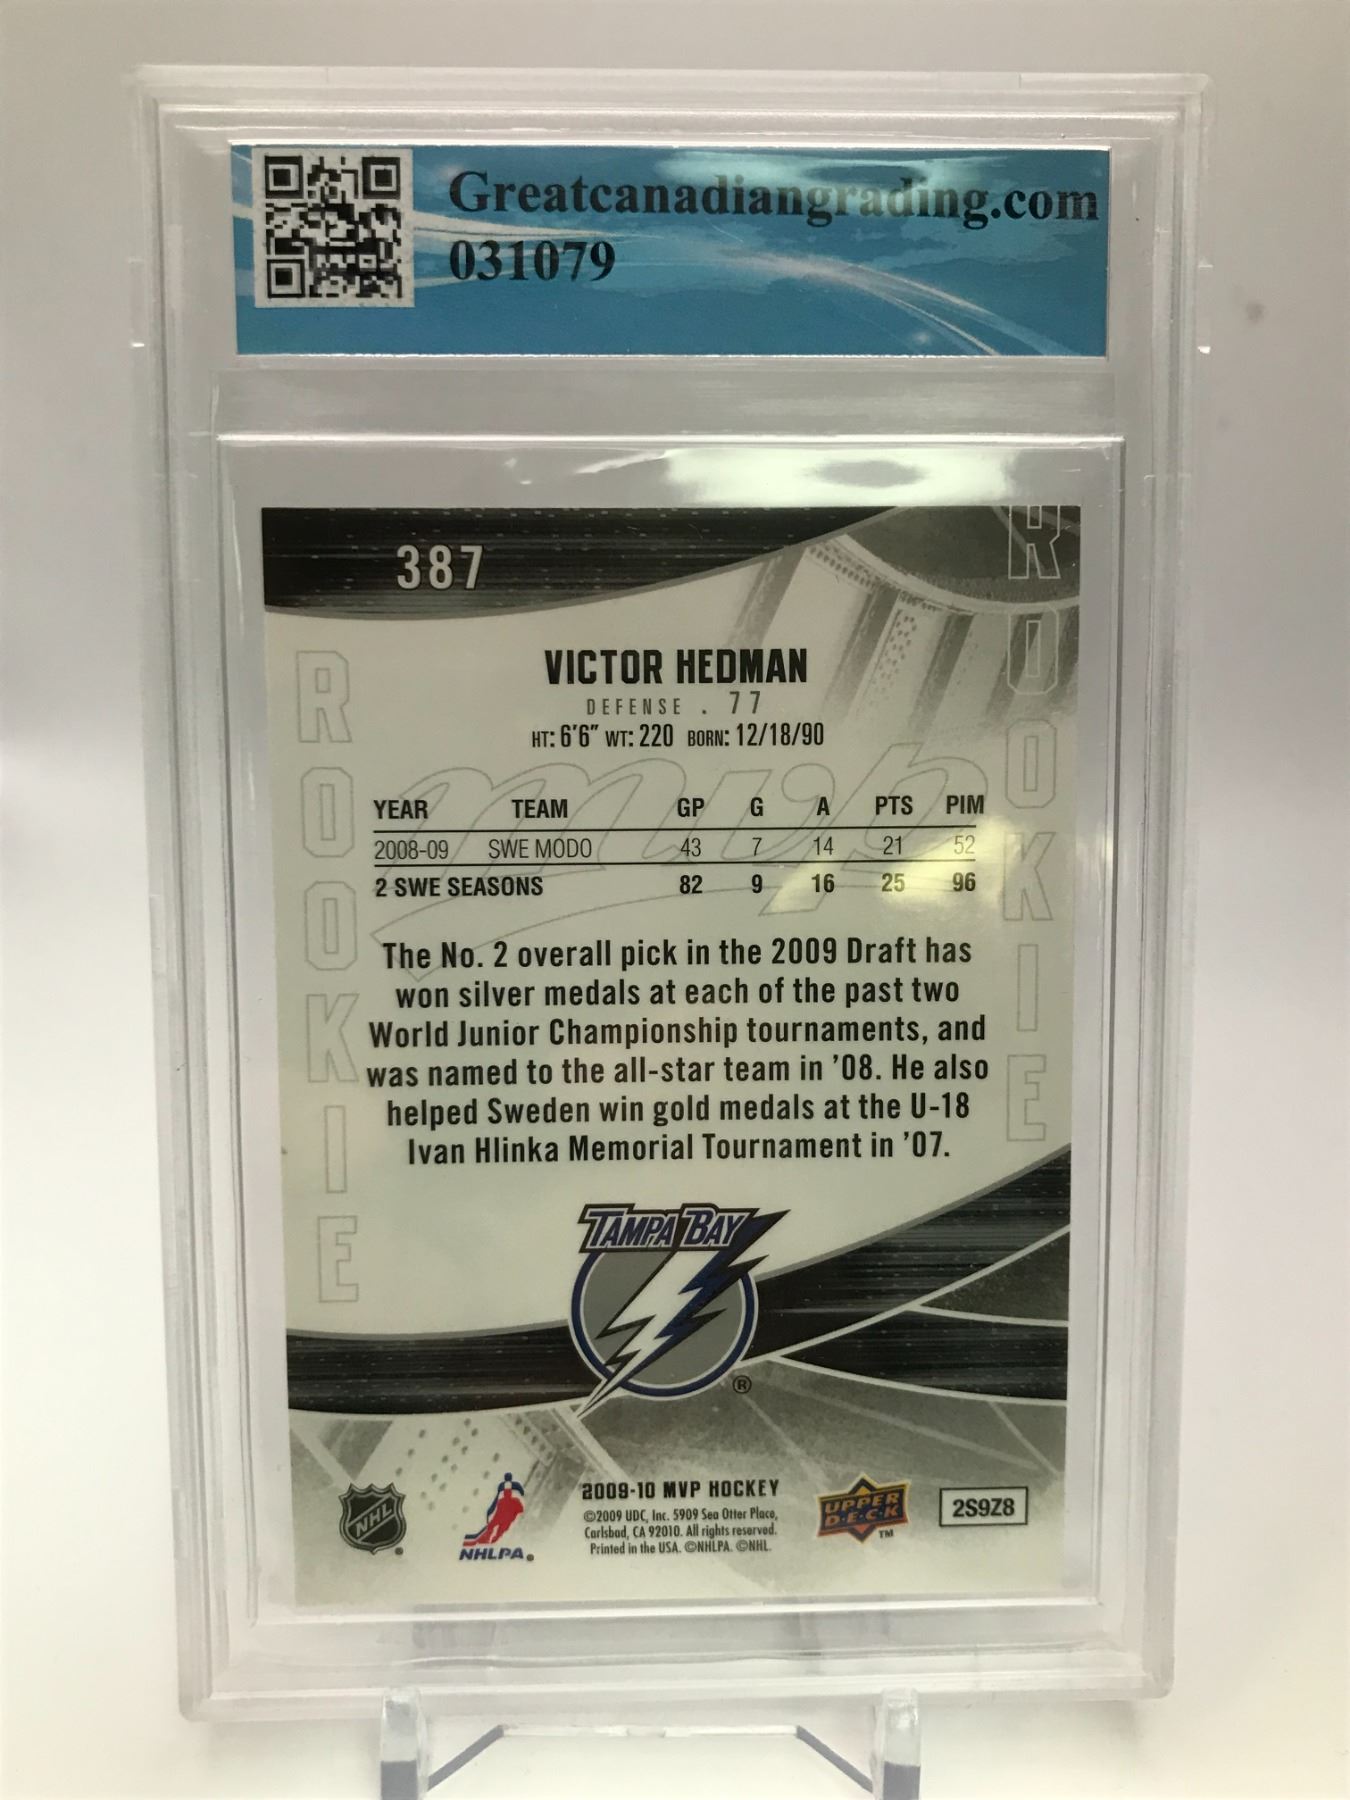 Greatcanadiangrading.com
031079
387
ROOKIE
ROOKIE
VICTOR HEDMAN
DEFENSE . 77
HT: 6'6" WT: 220 BORN: 12/18/90
mvp
YEAR TEAM GP G A PTS PIM
2008-09 SWE MODO 43 7 14 21 52
2 SWE SEASONS 82 9 16 25 96
The No. 2 overall pick in the 2009 Draft has
won silver medals at each of the past two
World Junior Championship tournaments, and
was named to the all-star team in '08. He also
helped Sweden win gold medals at the U-18
Ivan Hlinka Memorial Tournament in '07.
TAMPA BAY
®
NHL
NHLPA
2009-10 MVP HOCKEY
©2009 UDC, Inc. 5909 Sea Otter Place,
Carlsbad, CA 92010. All rights reserved.
Printed in the USA. ©NHLPA. ©NHL.
UPPER
DECK
TM
2S9Z8